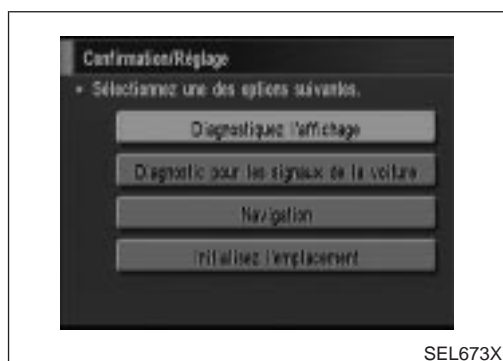 Confirmation/Réglage
• Sélectionnez une des options suivantes.
Diagnostiquez l'affichage
Diagnostic pour les signaux de la voiture
Navigation
Initialisez l'emplacement
SEL673X